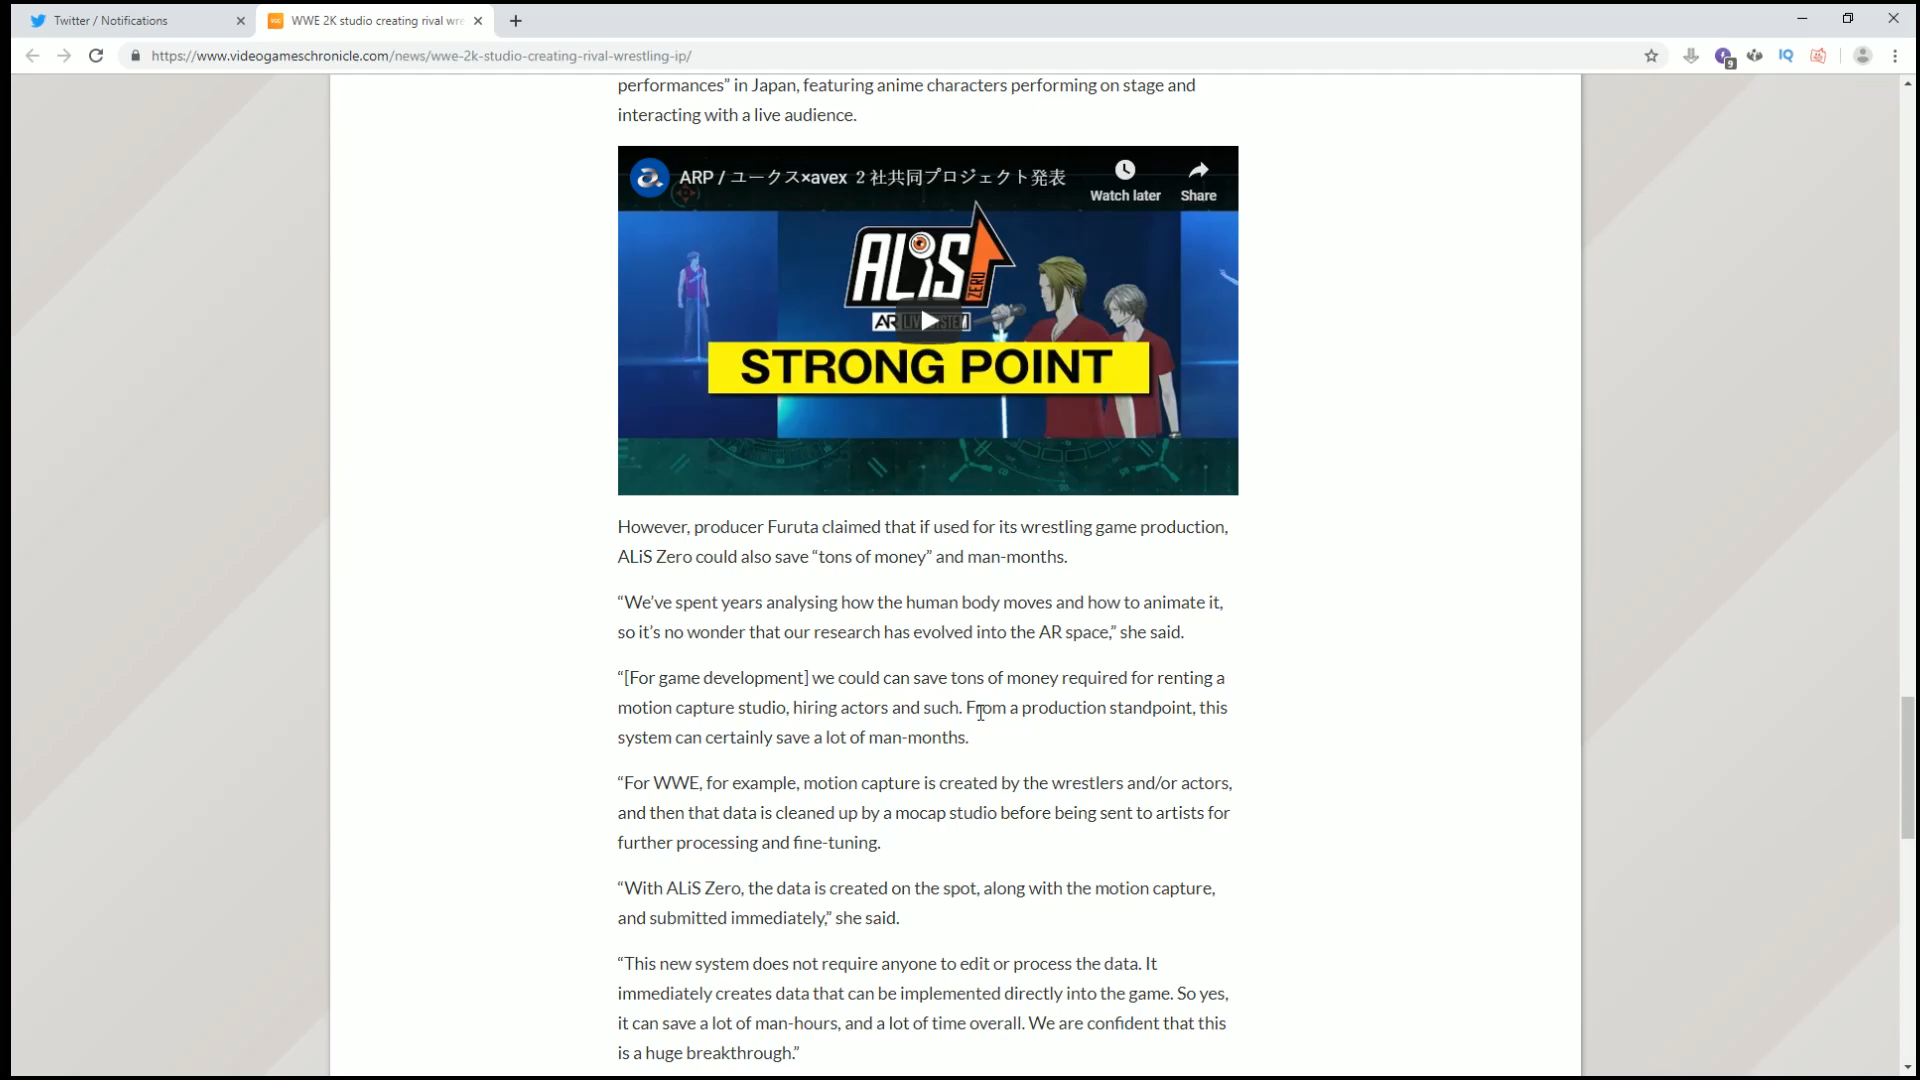 Twitter / Notifications
WWE 2K studio creating rival wre
https://www.videogameschronicle.com/news/wwe-2k-studio-creating-rival-wrestling-ip/
9
IQ
performances” in Japan, featuring anime characters performing on stage and
interacting with a live audience.
ARP / ユークス×avex ２社共同プロジェクト発表
Watch later
Share
ALiS
ZERO
AR LIVE SYSTEM
STRONG POINT
However, producer Furuta claimed that if used for its wrestling game production,
ALiS Zero could also save “tons of money” and man-months.
“We’ve spent years analysing how the human body moves and how to animate it,
so it’s no wonder that our research has evolved into the AR space,” she said.
“[For game development] we could can save tons of money required for renting a
motion capture studio, hiring actors and such. From a production standpoint, this
system can certainly save a lot of man-months.
“For WWE, for example, motion capture is created by the wrestlers and/or actors,
and then that data is cleaned up by a mocap studio before being sent to artists for
further processing and fine-tuning.
“With ALiS Zero, the data is created on the spot, along with the motion capture,
and submitted immediately,” she said.
“This new system does not require anyone to edit or process the data. It
immediately creates data that can be implemented directly into the game. So yes,
it can save a lot of man-hours, and a lot of time overall. We are confident that this
is a huge breakthrough.”